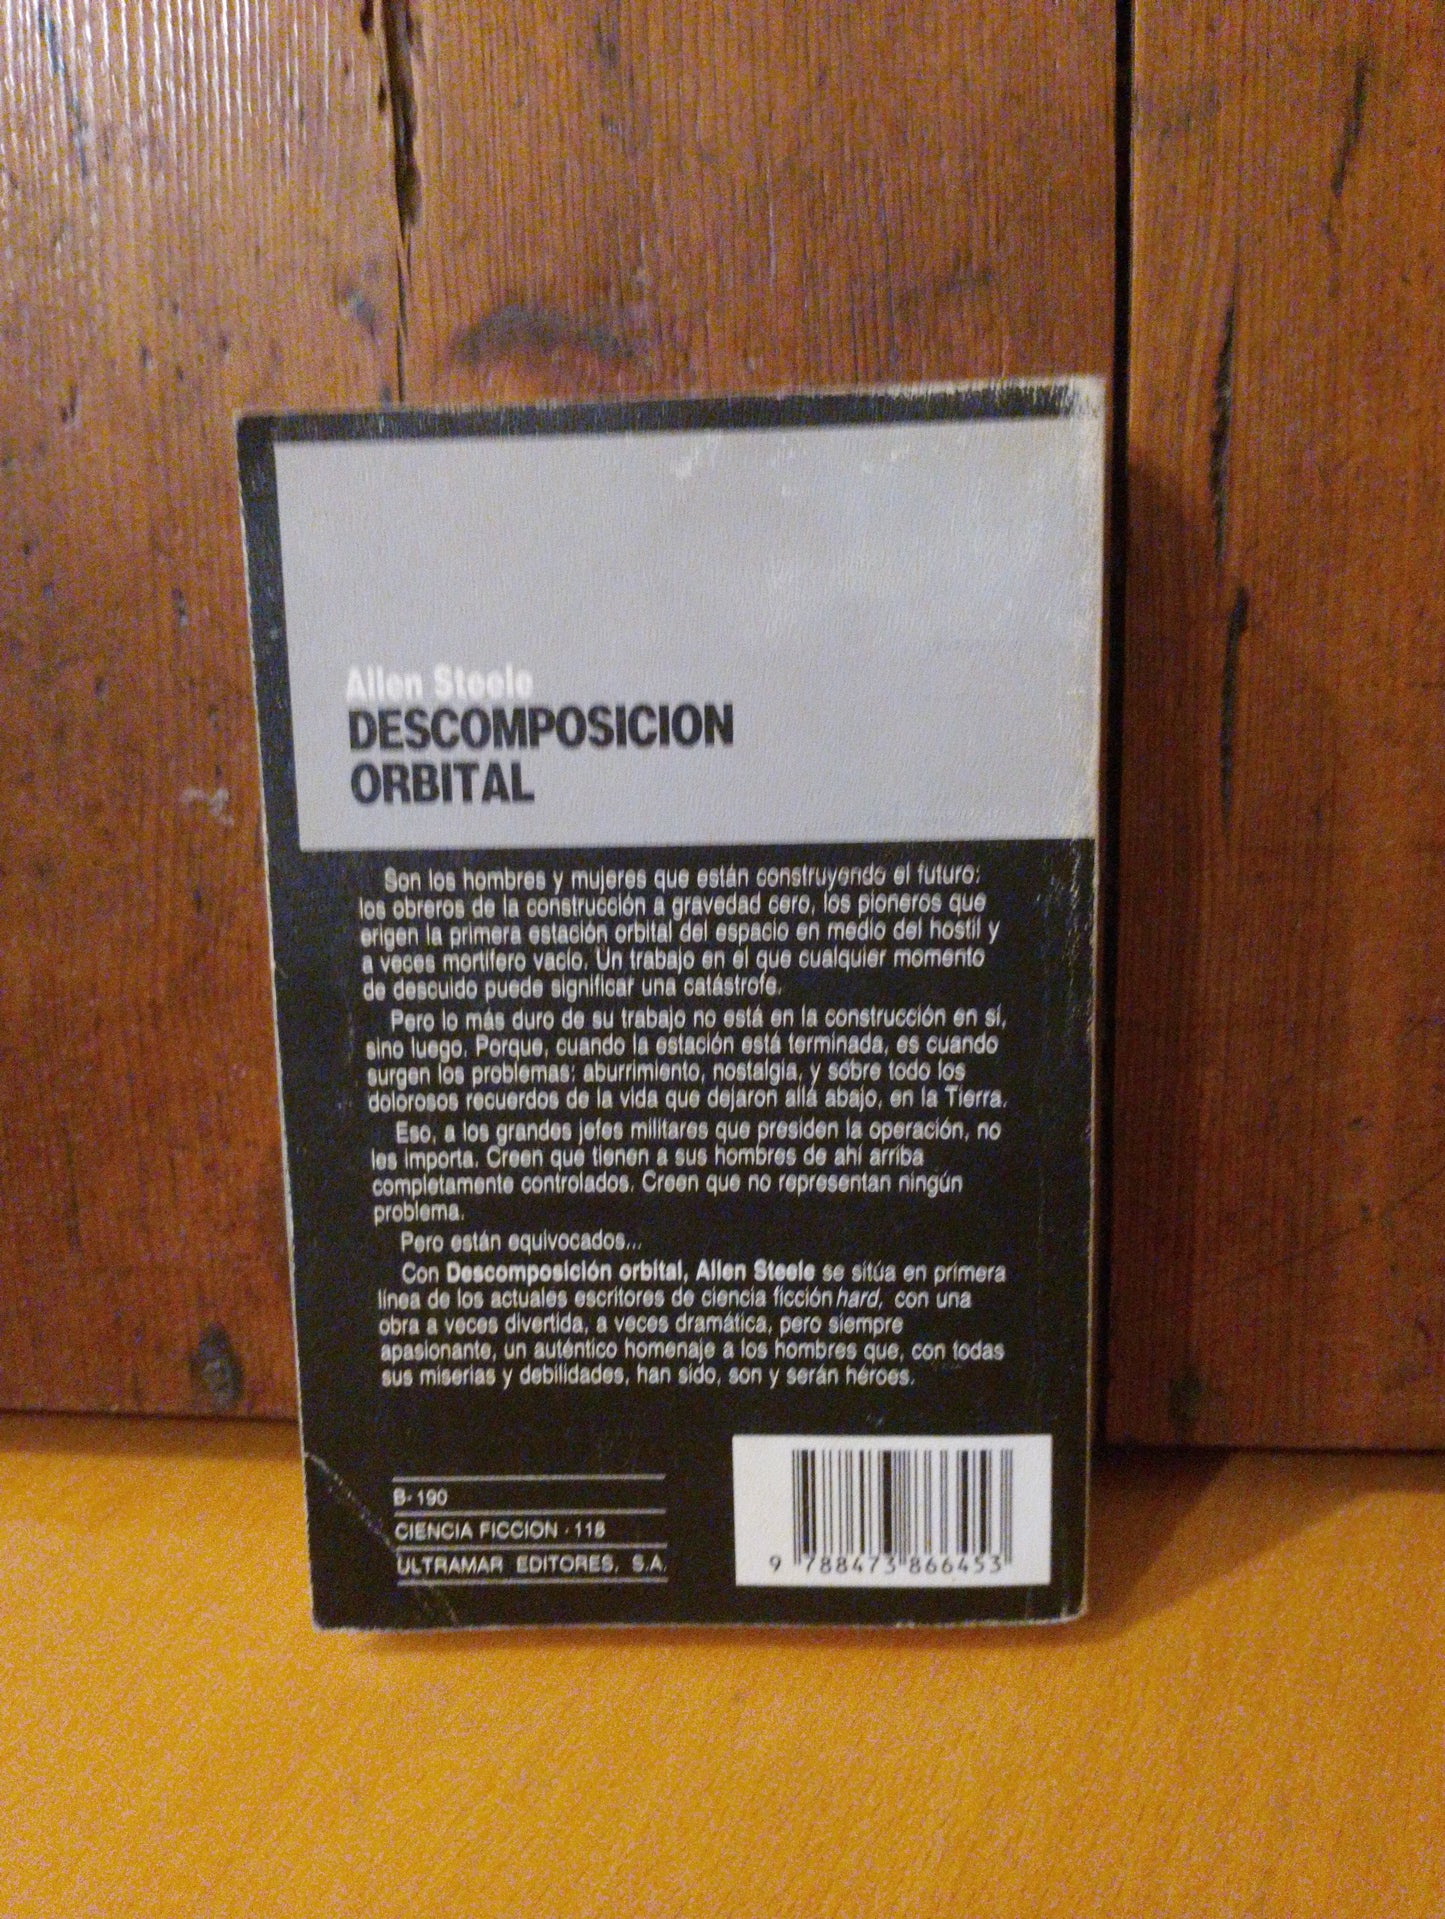 Allen Steele
DESCOMPOSICION
ORBITAL
Son los hombres y mujeres que están construyendo el futuro:
los obreros de la construcción a gravedad cero, los pioneros que
erigen la primera estación orbital del espacio en medio del hostil y
a veces mortífero vacío. Un trabajo en el que cualquier momento
de descuido puede significar una catástrofe.
Pero lo más duro de su trabajo no está en la construcción en sí,
sino luego. Porque, cuando la estación está terminada, es cuando
surgen los problemas: aburrimiento, nostalgia, y sobre todo los
dolorosos recuerdos de la vida que dejaron allá abajo, en la Tierra.
Eso, a los grandes jefes militares que presiden la operación, no
les importa. Creen que tienen a sus hombres de ahí arriba
completamente controlados. Creen que no representan ningún
problema.
Pero están equivocados...
Con Descomposición orbital, Allen Steele se sitúa en primera
línea de los actuales escritores de ciencia ficción hard, con una
obra a veces divertida, a veces dramática, pero siempre
apasionante, un auténtico homenaje a los hombres que, con todas
sus miserias y debilidades, han sido, son y serán héroes.
B-190
CIENCIA FICCION · 118
ULTRAMAR EDITORES, S.A.
9 788473 866453